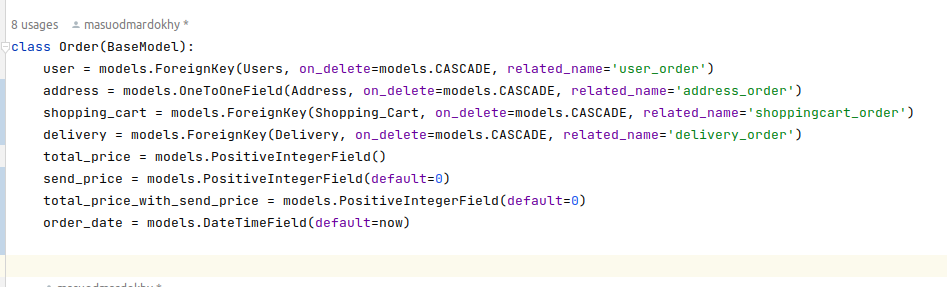 8 usages masuodmardokhy *
class Order(BaseModel):
    user = models.ForeignKey(Users, on_delete=models.CASCADE, related_name='user_order')
    address = models.OneToOneField(Address, on_delete=models.CASCADE, related_name='address_order')
    shopping_cart = models.ForeignKey(Shopping_Cart, on_delete=models.CASCADE, related_name='shoppingcart_order')
    delivery = models.ForeignKey(Delivery, on_delete=models.CASCADE, related_name='delivery_order')
    total_price = models.PositiveIntegerField()
    send_price = models.PositiveIntegerField(default=0)
    total_price_with_send_price = models.PositiveIntegerField(default=0)
    order_date = models.DateTimeField(default=now)
masuodmardokhy *